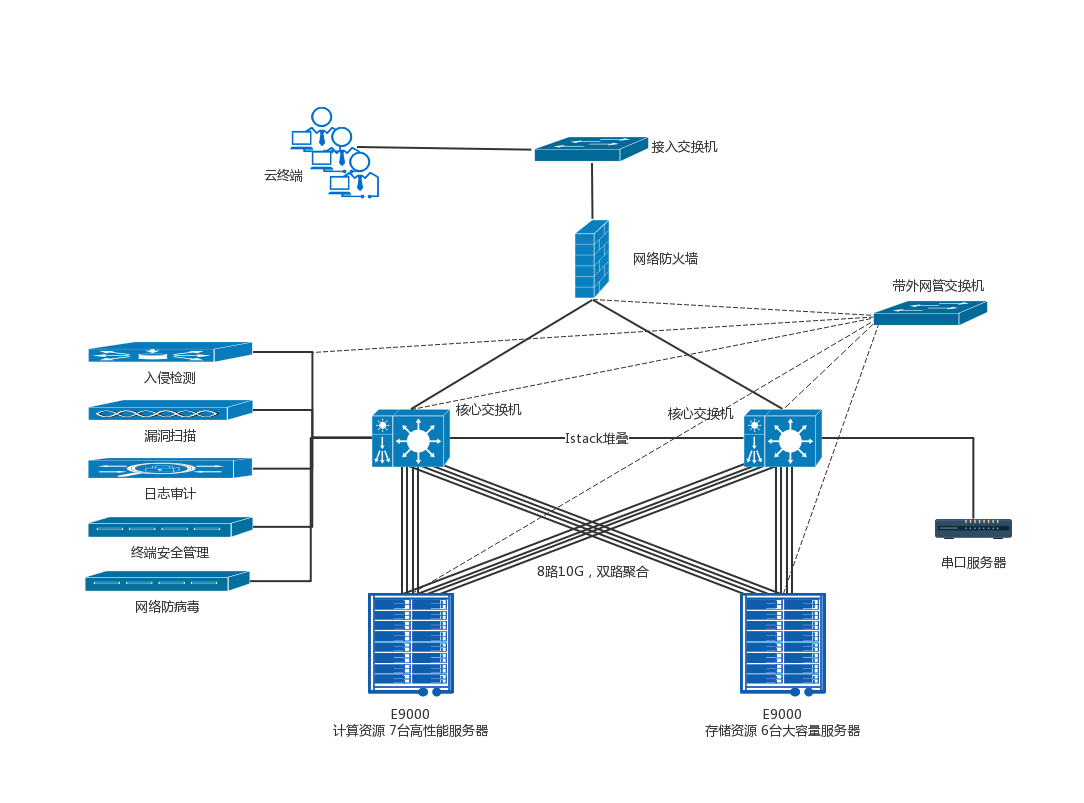 接入交换机
云终端
网络防火墙
带外网管交换机
入侵检测
核心交换机
核心交换机
漏洞扫描
Istack堆叠
日志审计
终端安全管理
串口服务器
8路10G，双路聚合
网络防病毒
E9000
计算资源 7台高性能服务器
E9000
存储资源 6台大容量服务器